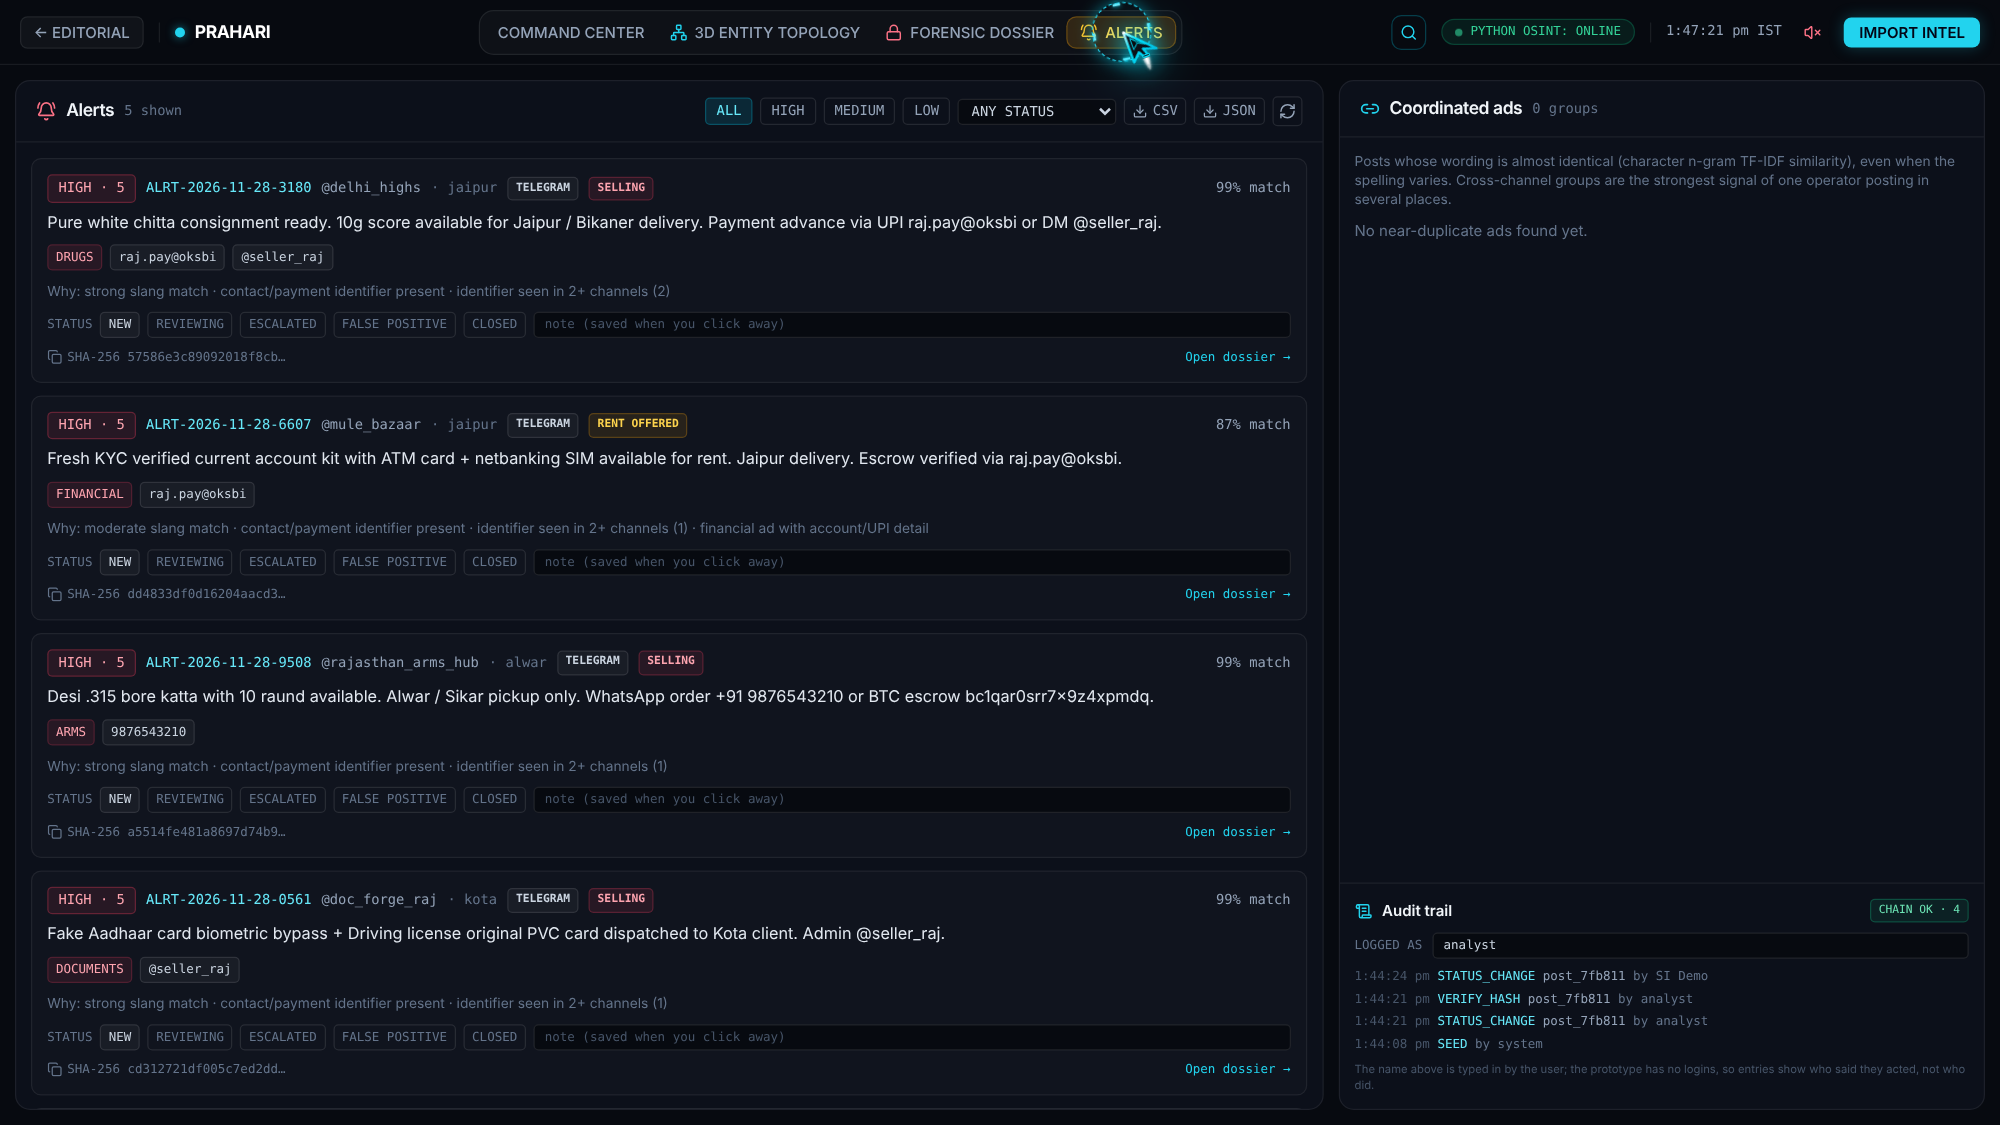 ← EDITORIAL
PRAHARI
COMMAND CENTER
3D ENTITY TOPOLOGY
FORENSIC DOSSIER
ALERTS
PYTHON OSINT: ONLINE
1:47:21 pm IST
IMPORT INTEL
Alerts 5 shown
ALL HIGH MEDIUM LOW ANY STATUS CSV JSON
HIGH · 5 ALRT-2026-11-28-3180 @delhi_highs · jaipur TELEGRAM SELLING 99% match
Pure white chitta consignment ready. 10g score available for Jaipur / Bikaner delivery. Payment advance via UPI raj.pay@oksbi or DM @seller_raj.
DRUGS raj.pay@oksbi @seller_raj
Why: strong slang match · contact/payment identifier present · identifier seen in 2+ channels (2)
STATUS NEW REVIEWING ESCALATED FALSE POSITIVE CLOSED note (saved when you click away)
SHA-256 57586e3c89092018f8cb… Open dossier →
HIGH · 5 ALRT-2026-11-28-6607 @mule_bazaar · jaipur TELEGRAM RENT OFFERED 87% match
Fresh KYC verified current account kit with ATM card + netbanking SIM available for rent. Jaipur delivery. Escrow verified via raj.pay@oksbi.
FINANCIAL raj.pay@oksbi
Why: moderate slang match · contact/payment identifier present · identifier seen in 2+ channels (1) · financial ad with account/UPI detail
STATUS NEW REVIEWING ESCALATED FALSE POSITIVE CLOSED note (saved when you click away)
SHA-256 dd4833df0d16204aacd3… Open dossier →
HIGH · 5 ALRT-2026-11-28-9508 @rajasthan_arms_hub · alwar TELEGRAM SELLING 99% match
Desi .315 bore katta with 10 raund available. Alwar / Sikar pickup only. WhatsApp order +91 9876543210 or BTC escrow bc1qar0srr7×9z4xpmdq.
ARMS 9876543210
Why: strong slang match · contact/payment identifier present · identifier seen in 2+ channels (1)
STATUS NEW REVIEWING ESCALATED FALSE POSITIVE CLOSED note (saved when you click away)
SHA-256 a5514fe481a8697d74b9… Open dossier →
HIGH · 5 ALRT-2026-11-28-0561 @doc_forge_raj · kota TELEGRAM SELLING 99% match
Fake Aadhaar card biometric bypass + Driving license original PVC card dispatched to Kota client. Admin @seller_raj.
DOCUMENTS @seller_raj
Why: strong slang match · contact/payment identifier present · identifier seen in 2+ channels (1)
STATUS NEW REVIEWING ESCALATED FALSE POSITIVE CLOSED note (saved when you click away)
SHA-256 cd312721df005c7ed2dd… Open dossier →
Coordinated ads 0 groups
Posts whose wording is almost identical (character n-gram TF-IDF similarity), even when the
spelling varies. Cross-channel groups are the strongest signal of one operator posting in
several places.
No near-duplicate ads found yet.
Audit trail CHAIN OK · 4
LOGGED AS analyst
1:44:24 pm STATUS_CHANGE post_7fb811 by SI Demo
1:44:21 pm VERIFY_HASH post_7fb811 by analyst
1:44:21 pm STATUS_CHANGE post_7fb811 by analyst
1:44:08 pm SEED by system
The name above is typed in by the user; the prototype has no logins, so entries show who said they acted, not who
did.